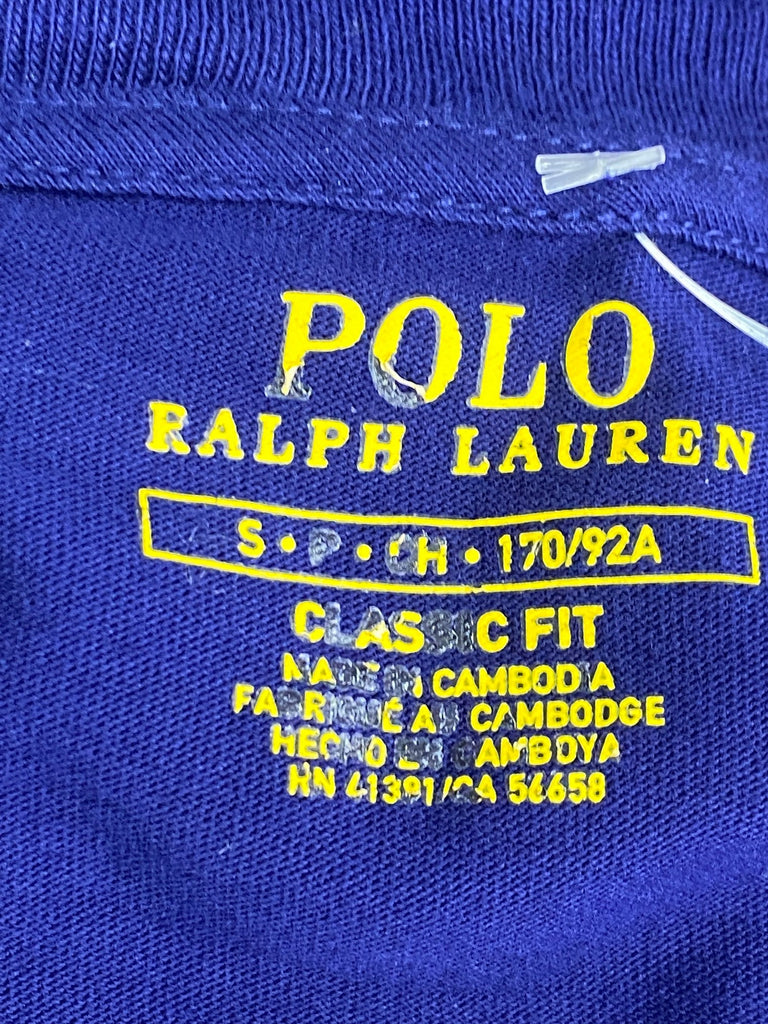 POLO
RALPH LAUREN
S • P • CH • 170/92A
CLASSIC FIT
MADE IN CAMBODIA
FABRIQUÉ AU CAMBODGE
HECHO EN CAMBOYA
RN 41381/CA 56658